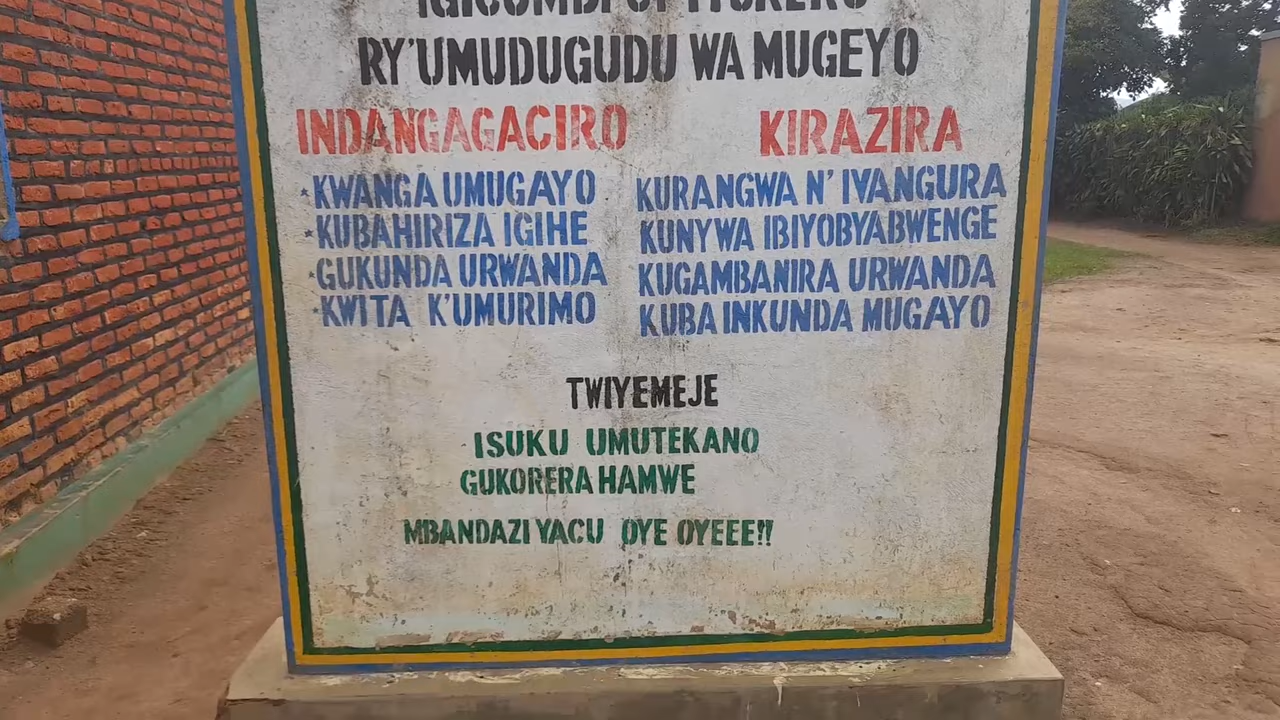 RY'UMUDUGUDU WA MUGEYO
INDANGAGACIRO
KIRAZIRA
*KWANGA UMUGAYO
*KUBAHIRIZA IGIHE
*GUKUNDA URWANDA
*KWITA K'UMURIMO
KURANGWA N' IVANGURA
KUNYWA IBIYOBYABWENGE
KUGAMBANIRA URWANDA
KUBA INKUNDA MUGAYO
TWIYEMEJE
ISUKU UMUTEKANO
GUKORERA HAMWE
MBANDAZI YACU OYE OYEEE!!